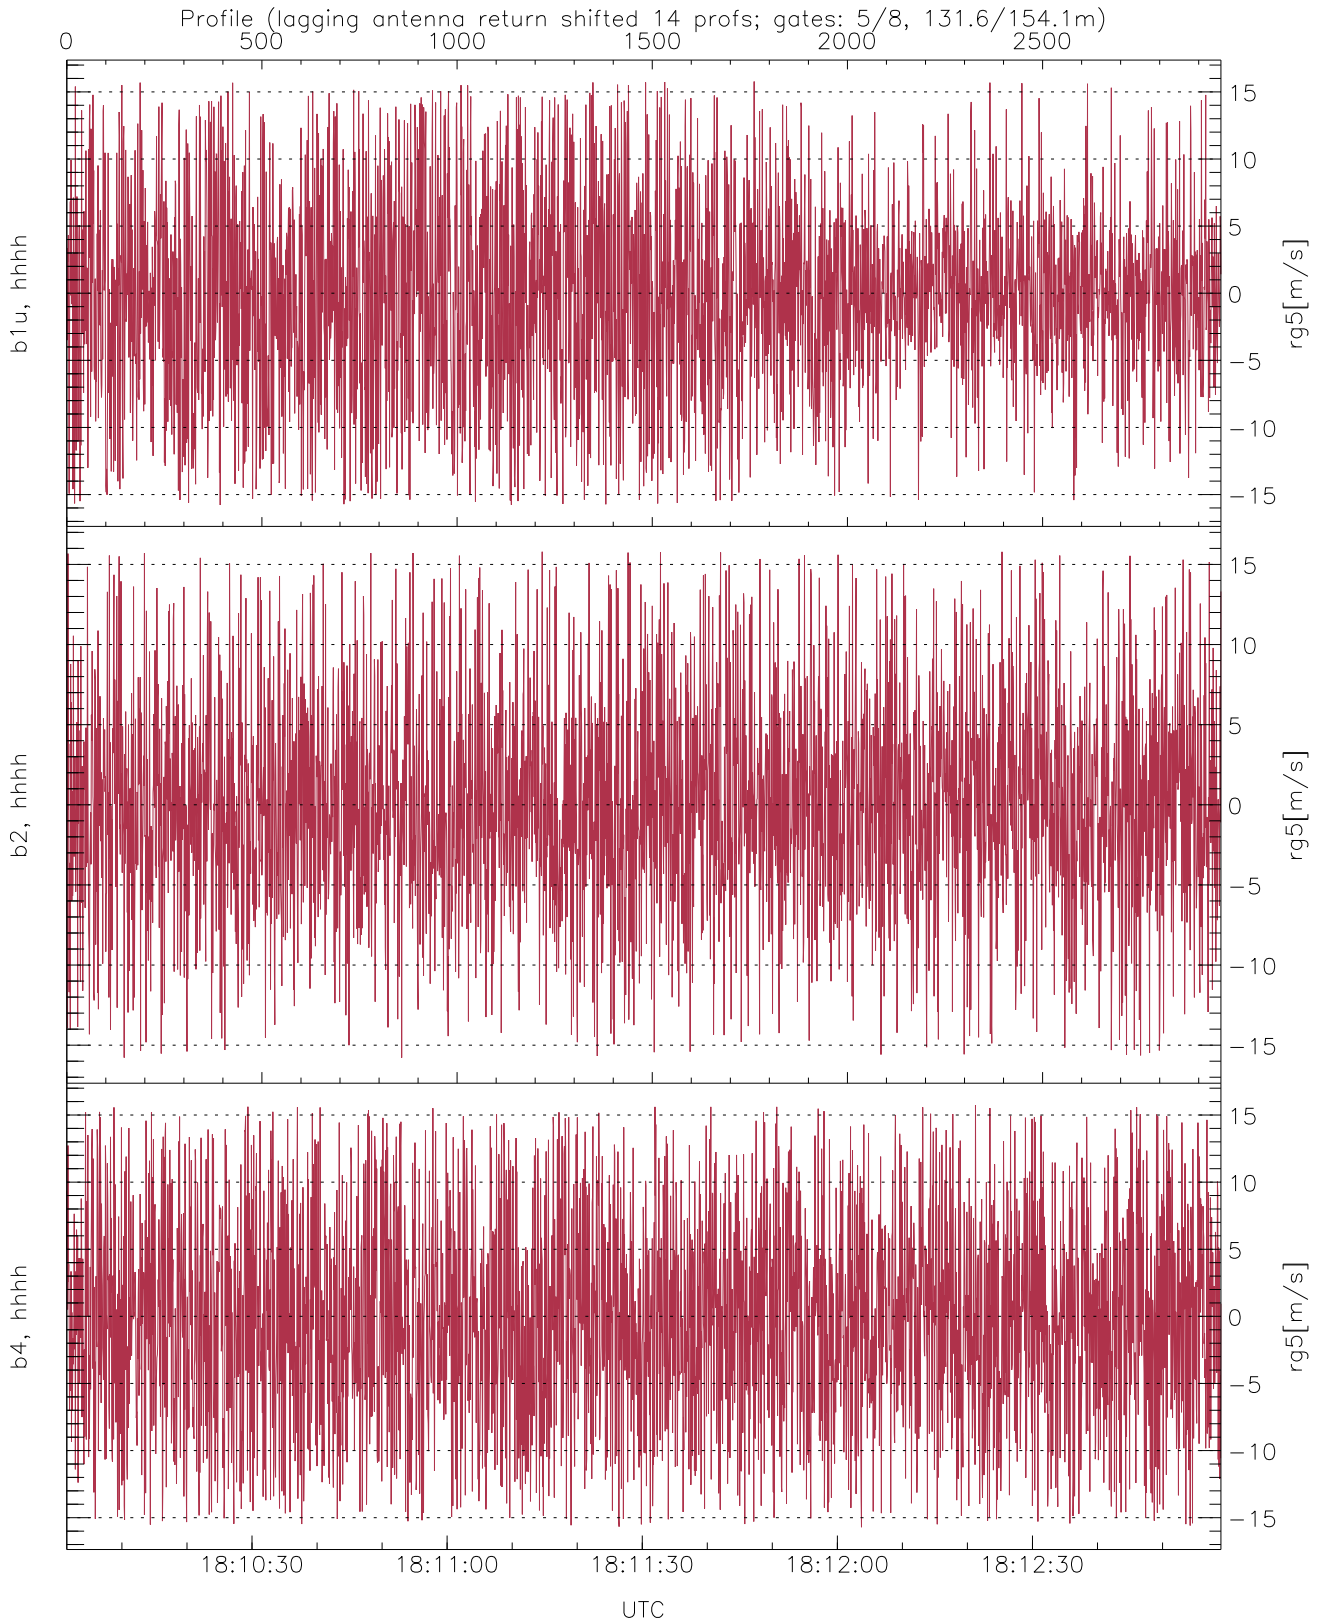 Profile (lagging antenna return shifted 14 profs; gates: 5/8, 131.6/154.1m)
0 500 1000 1500 2000 2500
15
10
5
0
−5
−10
−15
b1u, hhhh
rg5[m/s]
15
10
5
0
−5
−10
−15
b2, hhhh
rg5[m/s]
15
10
5
0
−5
−10
−15
b4, hhhh
rg5[m/s]
18:10:30 18:11:00 18:11:30 18:12:00 18:12:30
UTC